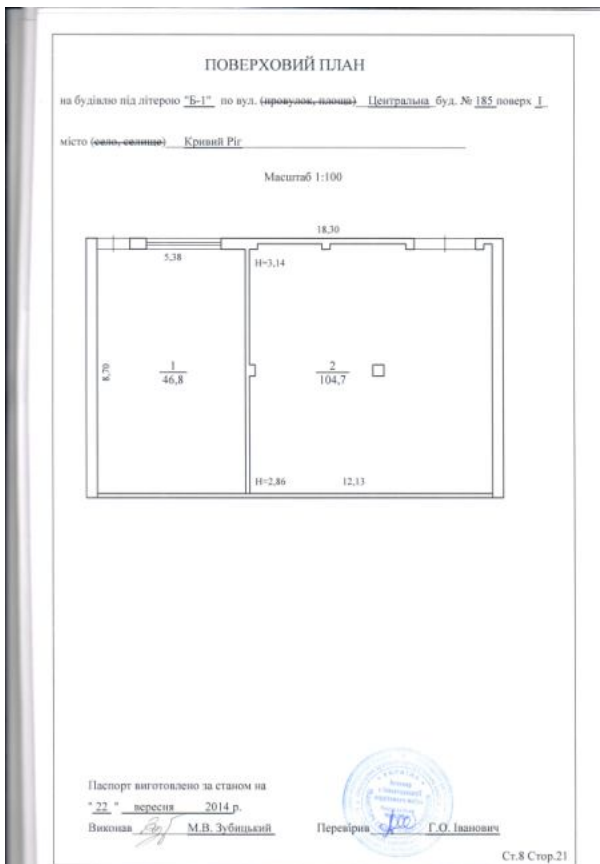 ПОВЕРХОВИЙ ПЛАН
на будівлю під літерою "Б-1" по вул. (провулок, площа) Центральна буд. № 185 поверх I
місто (село, селище) Кривий Ріг
Масштаб 1:100
18,30
5,38
H=3,14
8,70
1
46,8
2
104,7
H=2,86
12,13
Паспорт виготовлено за станом на
"22" вересня 2014 р.
Виконав М.В. Зубицький
Перевірив Г.О. Іванович
Ст.8 Стор.21